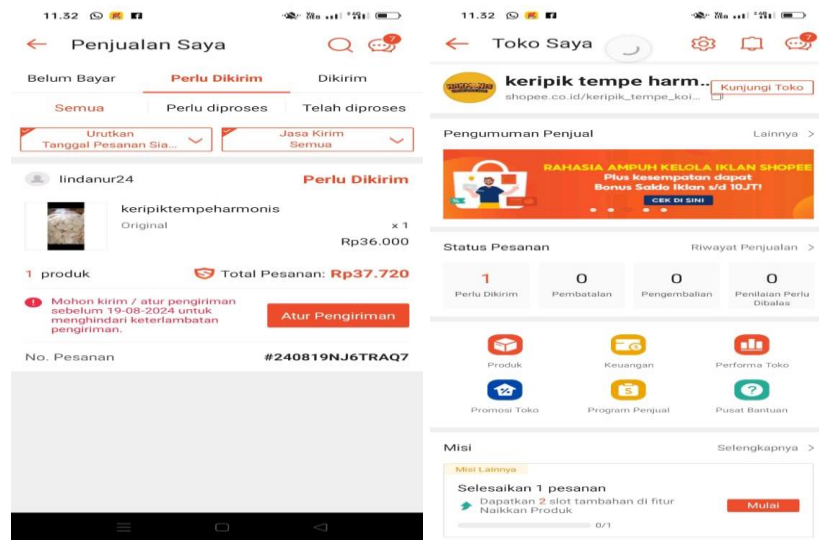 11.32
Penjualan Saya
7
Belum Bayar Perlu Dikirim Dikirim
Semua Perlu diproses Telah diproses
Urutkan
Tanggal Pesanan Sia...
Jasa Kirim
Semua
lindanur24 Perlu Dikirim
keripiktempeharmonis
Original x 1
Rp36.000
1 produk Total Pesanan: Rp37.720
Mohon kirim / atur pengiriman
sebelum 19-08-2024 untuk
menghindari keterlambatan
pengiriman.
Atur Pengiriman
No. Pesanan #240819NJ6TRAQ7
11.32
Toko Saya
7
keripik tempe harm..
shopee.co.id/keripik_tempe_koi...
Kunjungi Toko
Pengumuman Penjual Lainnya >
RAHASIA AMPUH KELOLA IKLAN SHOPEE
Plus kesempatan dapat
Bonus Saldo Iklan s/d 10JT!
CEK DI SINI
Status Pesanan Riwayat Penjualan >
1 0 0 0
Perlu Dikirim Pembatalan Pengembalian Penilaian Perlu
Dibalas
Produk Keuangan Performa Toko
Promosi Toko Program Penjual Pusat Bantuan
Misi Selengkapnya >
Misi Lainnya
Selesaikan 1 pesanan
Dapatkan 2 slot tambahan di fitur
Naikkan Produk
Mulai
0/1